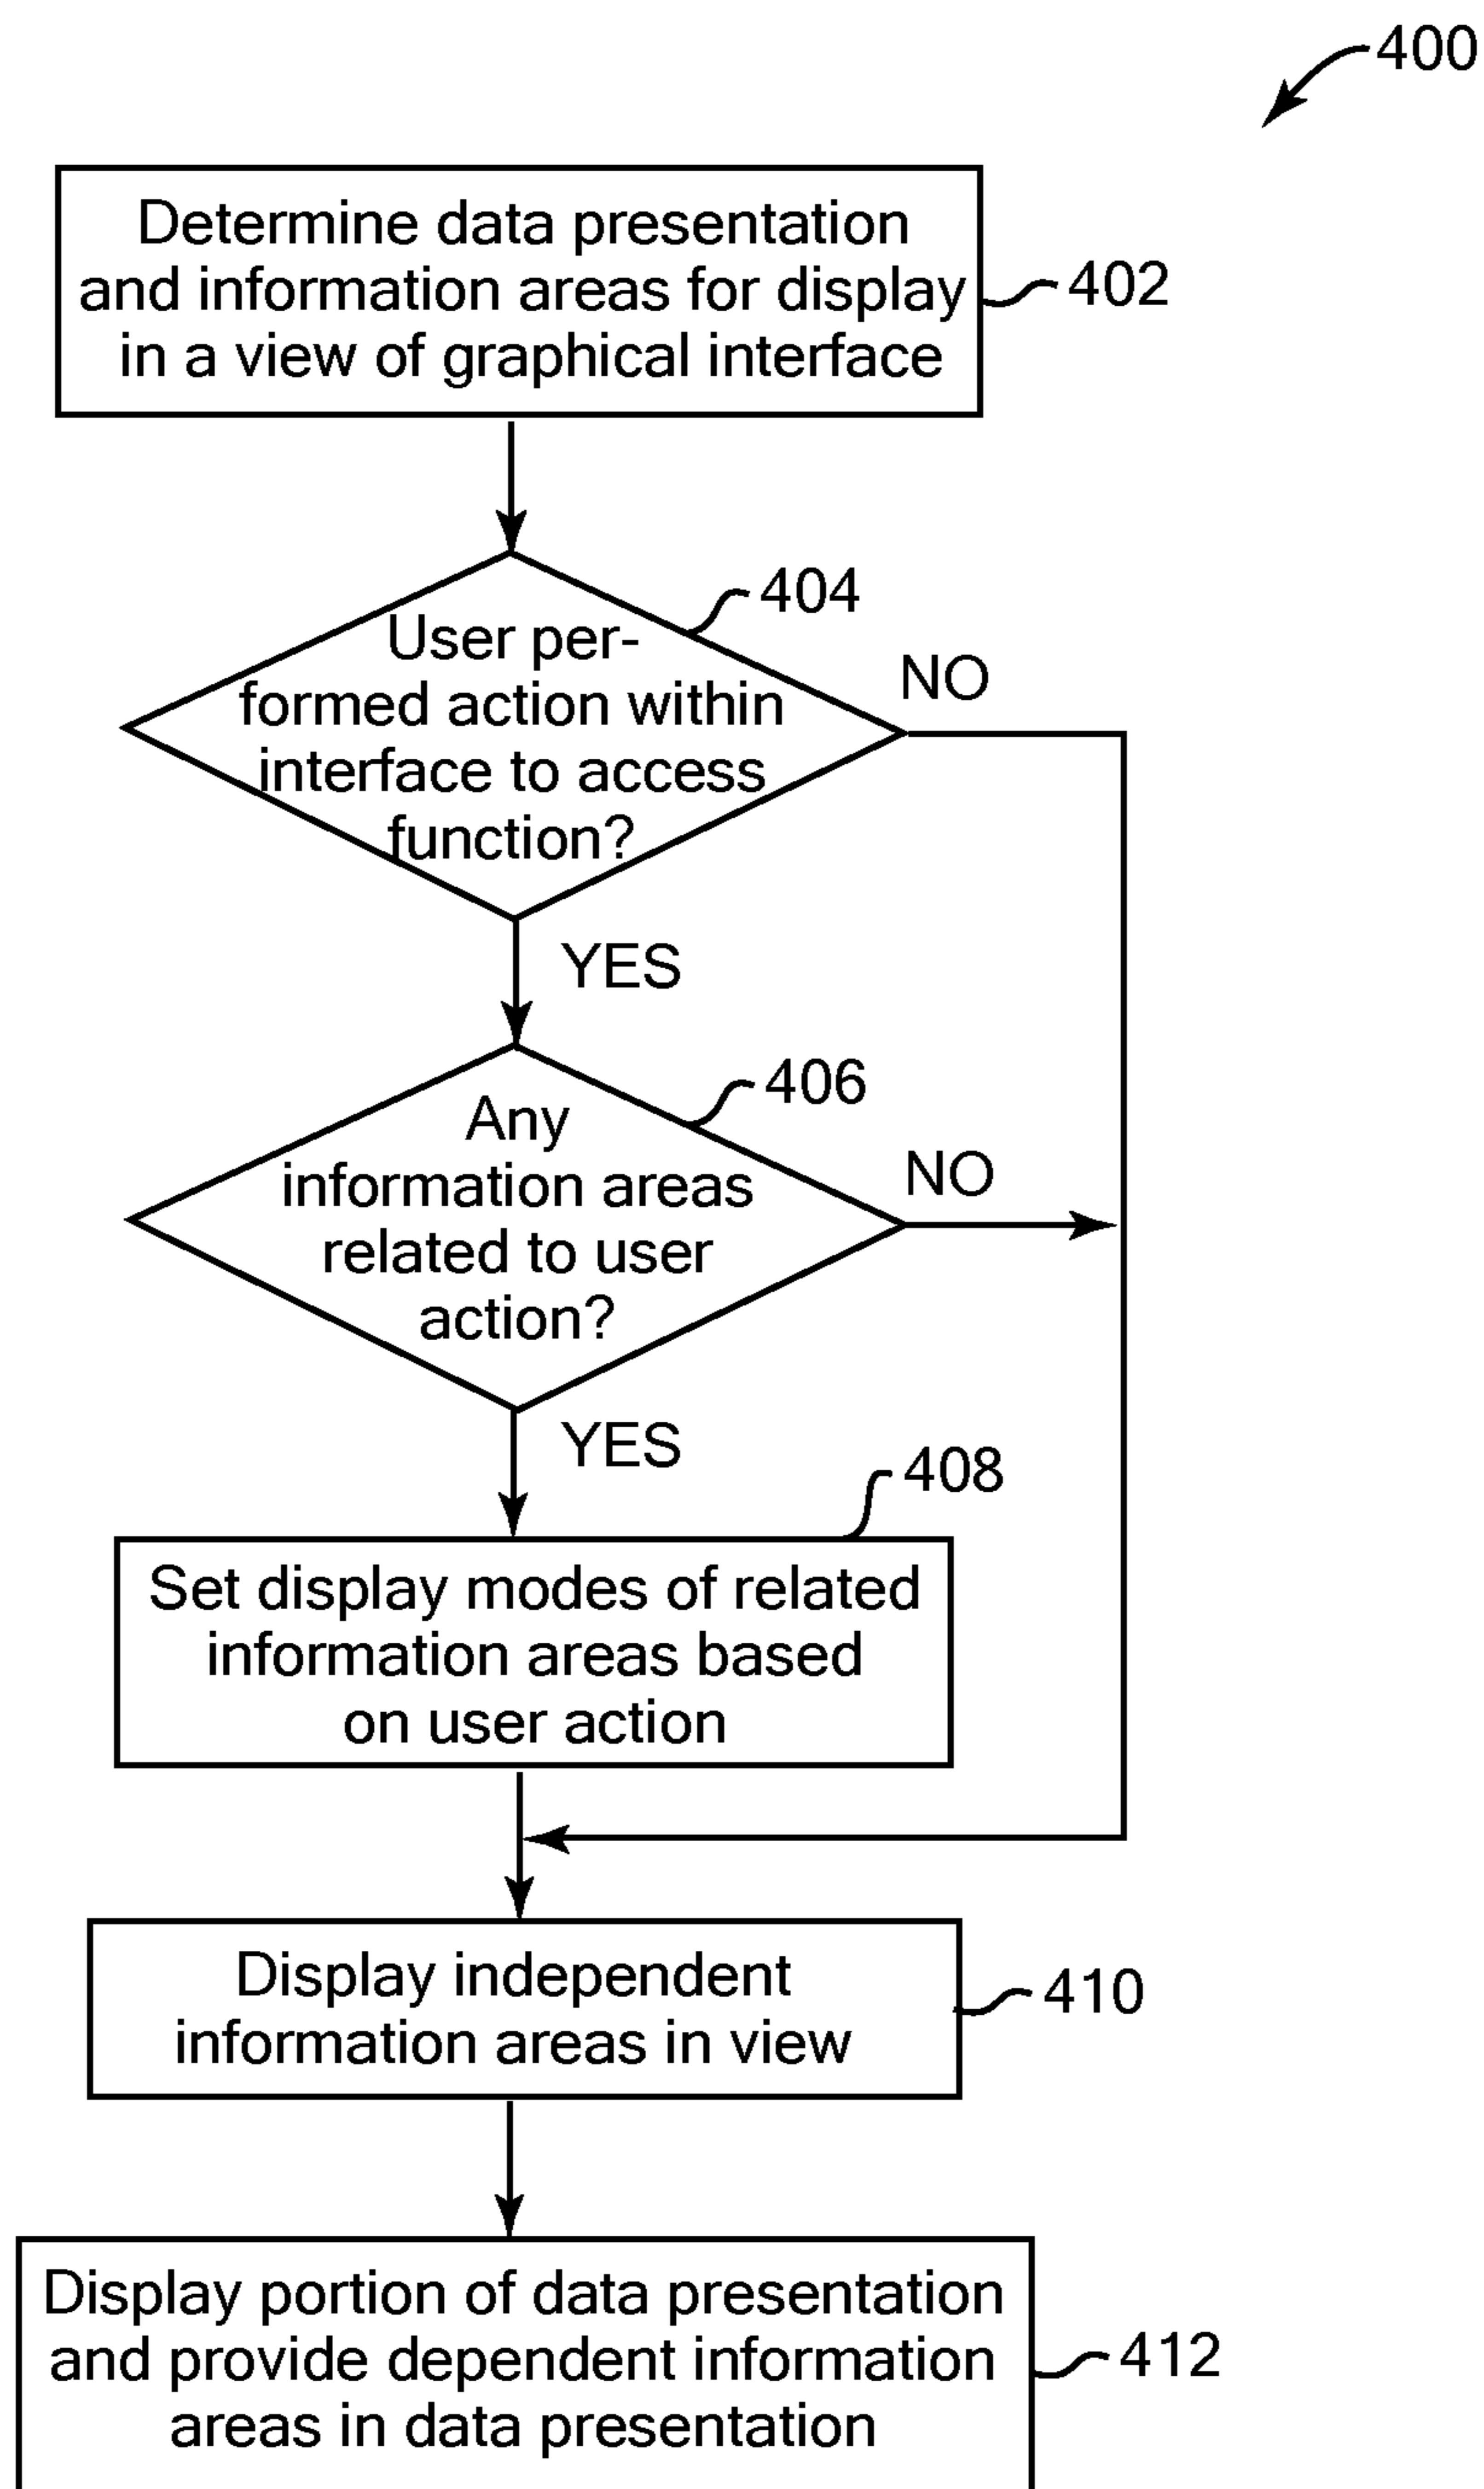 400
Determine data presentation
and information areas for display
in a view of graphical interface
402
404
User per-
formed action within
interface to access
function?
NO
YES
406
Any
information areas
related to user
action?
NO
YES
408
Set display modes of related
information areas based
on user action
Display independent
information areas in view
410
Display portion of data presentation
and provide dependent information
areas in data presentation
412